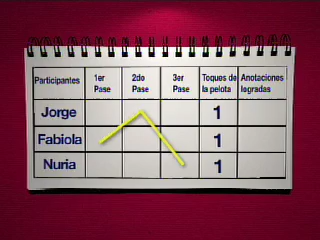 Participantes 1er Pase 2do Pase 3er Pase Toques de la pelota Anotaciones logradas
Jorge 1
Fabiola 1
Nuria 1